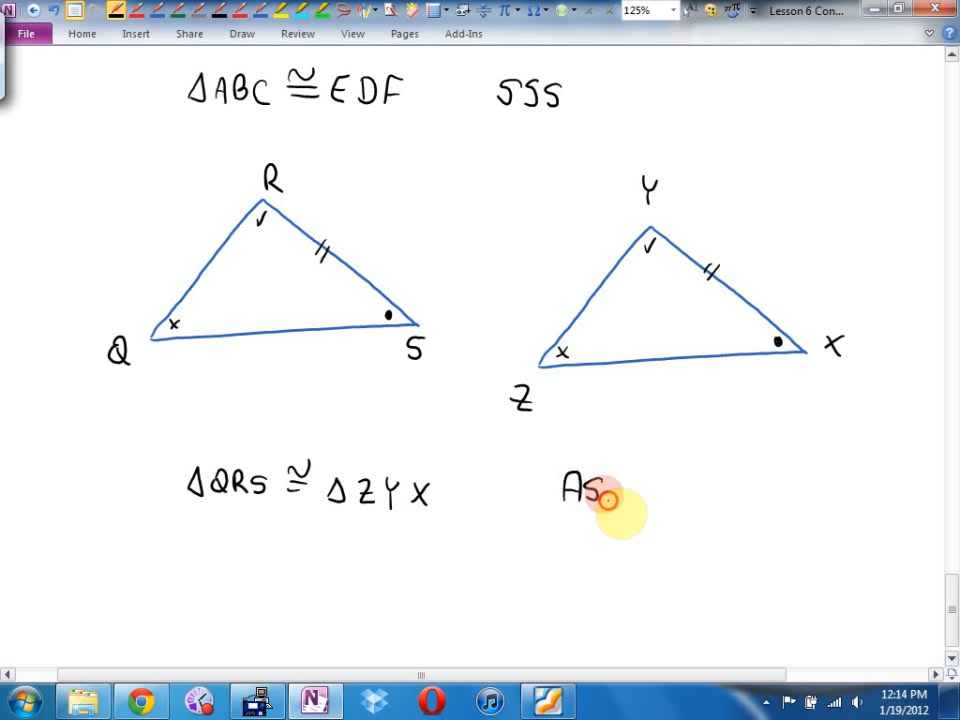 125%
Lesson 6 Con...
File Home Insert Share Draw Review View Pages Add-Ins
ΔABC ≅ EDF SSS
R
Y
Q
S
X
Z
ΔQRS ≅ ΔZYX AS
12:14 PM
1/19/2012